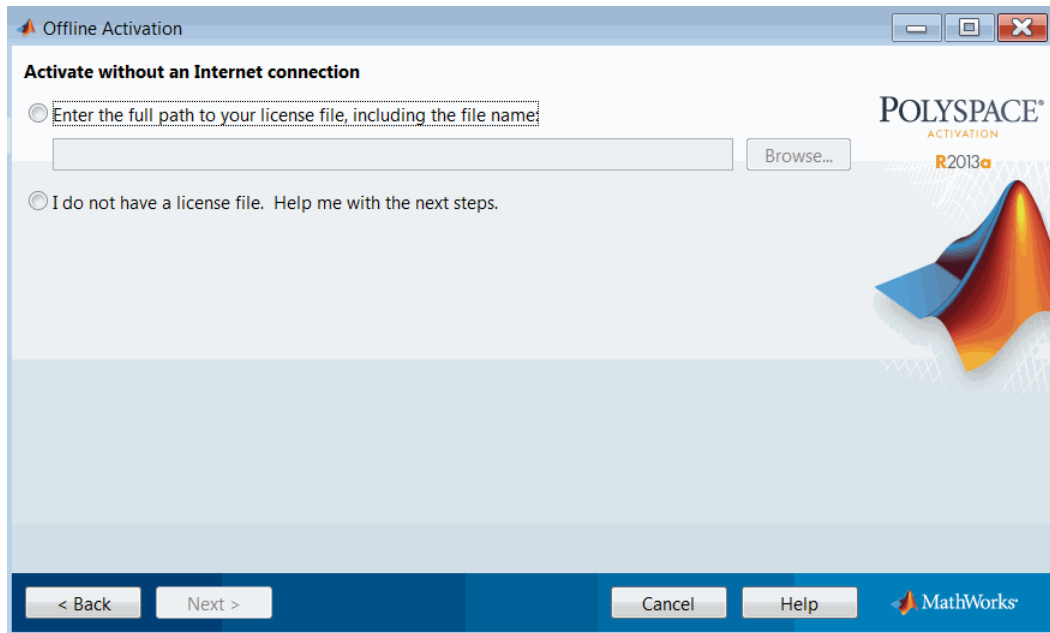 Offline Activation
Activate without an Internet connection
Enter the full path to your license file, including the file name:
Browse...
I do not have a license file.  Help me with the next steps.
POLYSPACE®
ACTIVATION
R2013a
< Back
Next >
Cancel
Help
MathWorks®